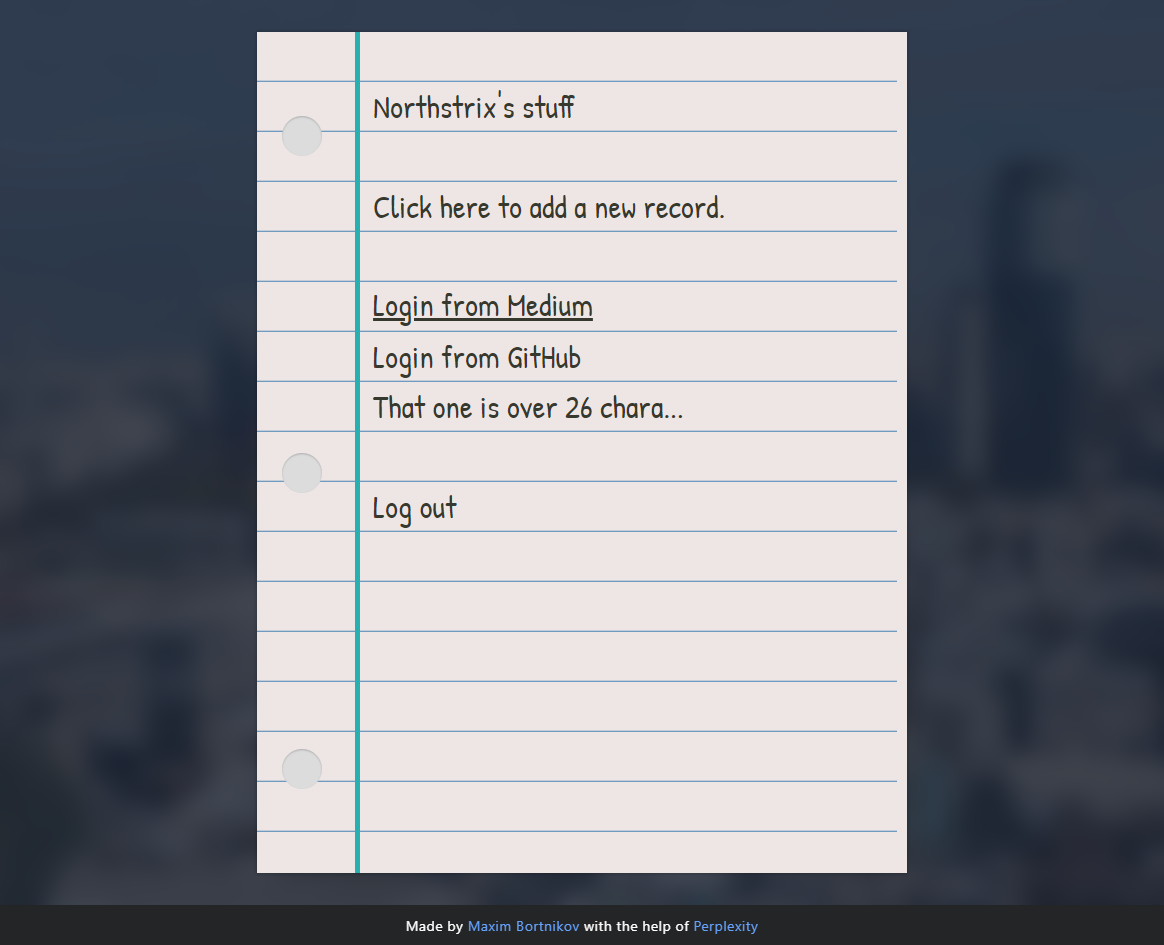 Northstrix's stuff
Click here to add a new record.
Login from Medium
Login from GitHub
That one is over 26 chara...
Log out
Made by Maxim Bortnikov with the help of Perplexity